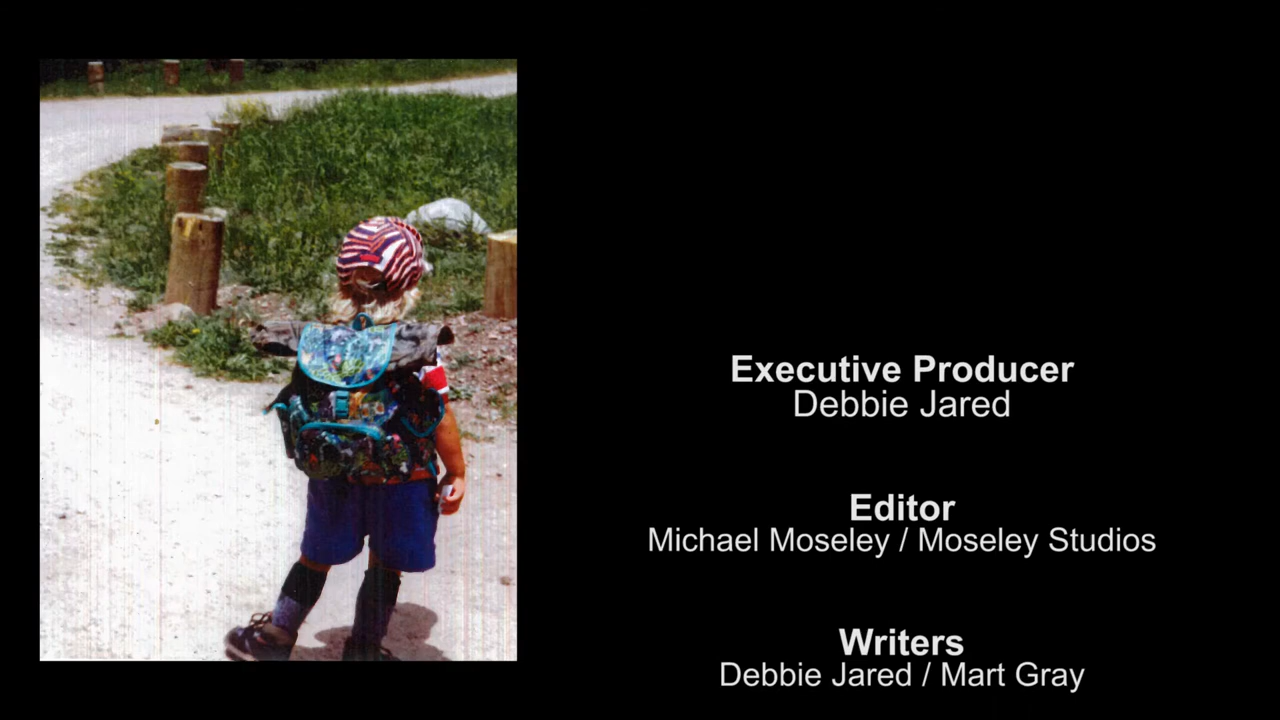 Executive Producer
Debbie Jared
Editor
Michael Moseley / Moseley Studios
Writers
Debbie Jared / Mart Gray